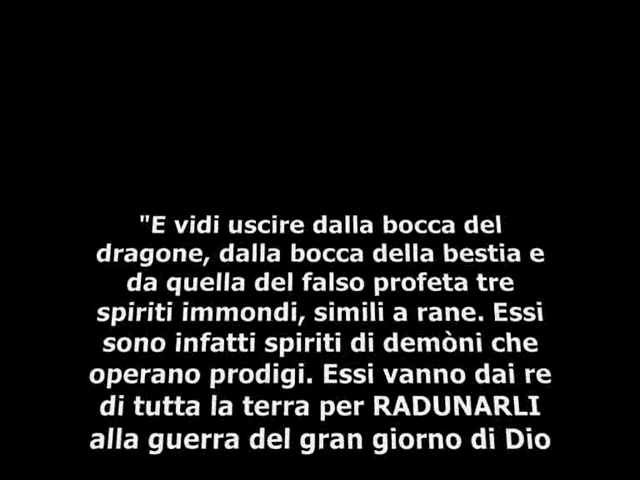 "E vidi uscire dalla bocca del
dragone, dalla bocca della bestia e
da quella del falso profeta tre
spiriti immondi, simili a rane. Essi
sono infatti spiriti di demòni che
operano prodigi. Essi vanno dai re
di tutta la terra per RADUNARLI
alla guerra del gran giorno di Dio